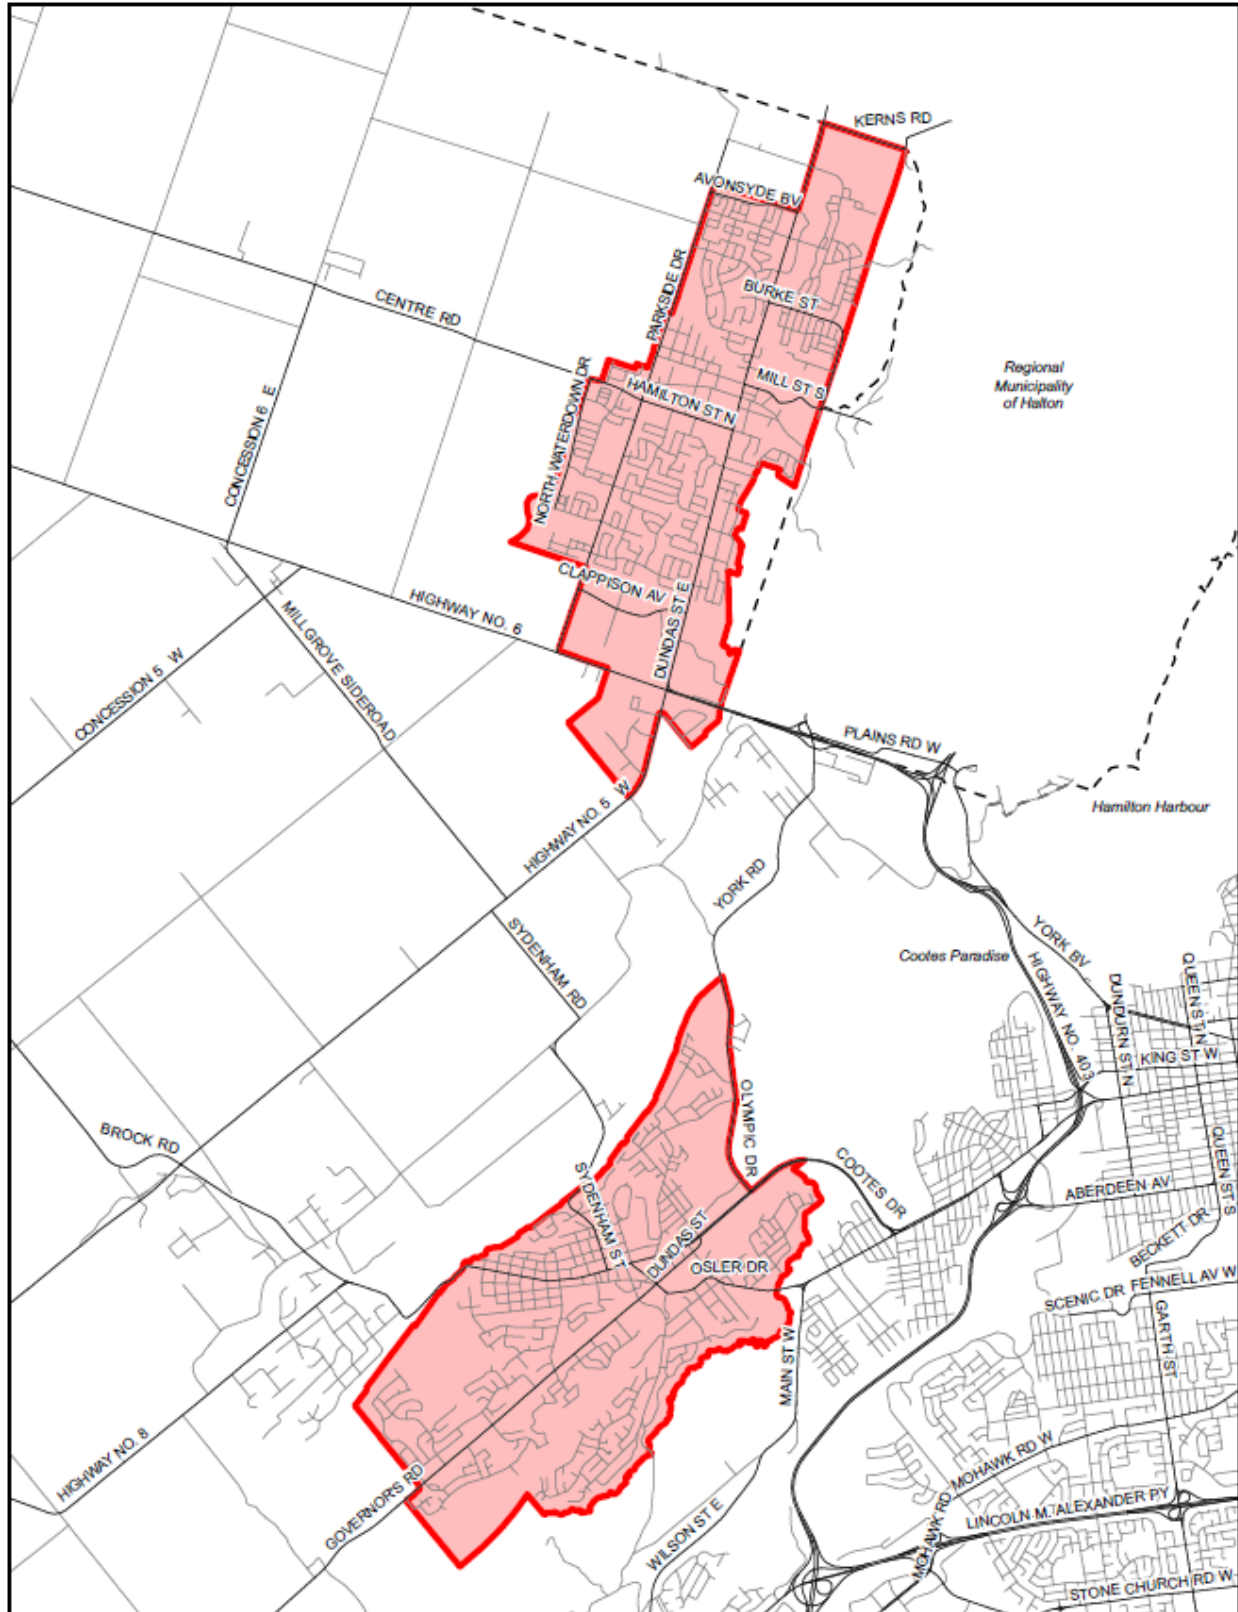 KERNS RD
AVONSYDE BV
PARKSIDE DR
BURKE ST
CENTRE RD
MILL ST S
Regional
Municipality
of Halton
HAMILTON ST N
NORTH WATERDOWN DR
CONCESSION 6 E
CLAPPISON AV
HIGHWAY NO. 6
DUNDAS ST E
MILLGROVE SIDEROAD
CONCESSION 5 W
PLAINS RD W
Hamilton Harbour
HIGHWAY NO. 5 W
YORK RD
SYDENHAM RD
Cootes Paradise
YORK BV
HIGHWAY NO. 403
DUNDURN ST N
QUEEN ST N
KING ST W
OLYMPIC DR
BROCK RD
SYDENHAM ST
COOTES DR
ABERDEEN AV
QUEEN ST S
DUNDAS ST
OSLER DR
BECKETT DR
SCENIC DR
FENNELL AV W
GARTH ST
MAIN ST W
HIGHWAY NO. 8
GOVERNOR'S RD
MOHAWK RD W
MOHAWK RD
LINCOLN M. ALEXANDER PY
WILSON ST E
STONE CHURCH RD W